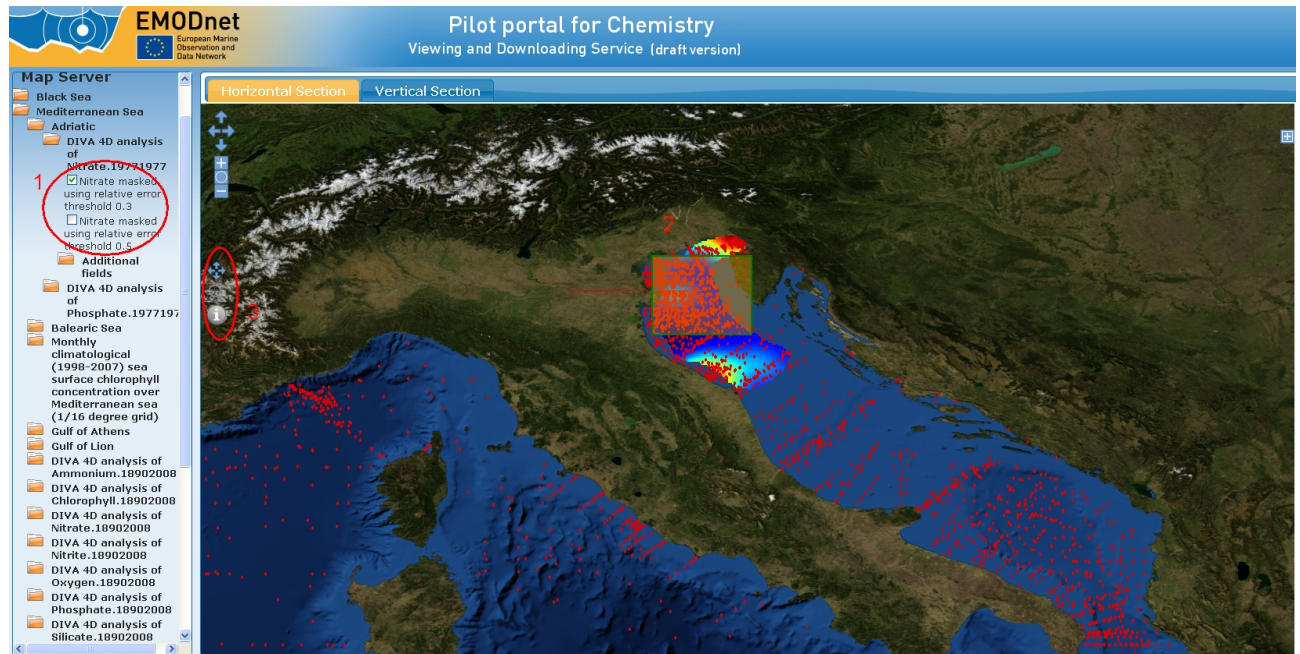 EMODnet
European Marine
Observation and
Data Network
Pilot portal for Chemistry
Viewing and Downloading Service (draft version)
Map Server
Black Sea
Mediterranean Sea
Adriatic
DIVA 4D analysis
of
Nitrate.19771977
1
Nitrate masked
using relative error
threshold 0.3
Nitrate masked
using relative error
threshold 0.5
Additional
fields
DIVA 4D analysis
of
Phosphate.1977197
Balearic Sea
Monthly
climatological
(1998-2007) sea
surface chlorophyll
concentration over
Mediterranean sea
(1/16 degree grid)
Gulf of Athens
Gulf of Lion
DIVA 4D analysis of
Ammonium.18902008
DIVA 4D analysis of
Chlorophyll.18902008
DIVA 4D analysis of
Nitrate.18902008
DIVA 4D analysis of
Nitrite.18902008
DIVA 4D analysis of
Oxygen.18902008
DIVA 4D analysis of
Phosphate.18902008
DIVA 4D analysis of
Silicate.18902008
Horizontal Section
Vertical Section
2
3
i